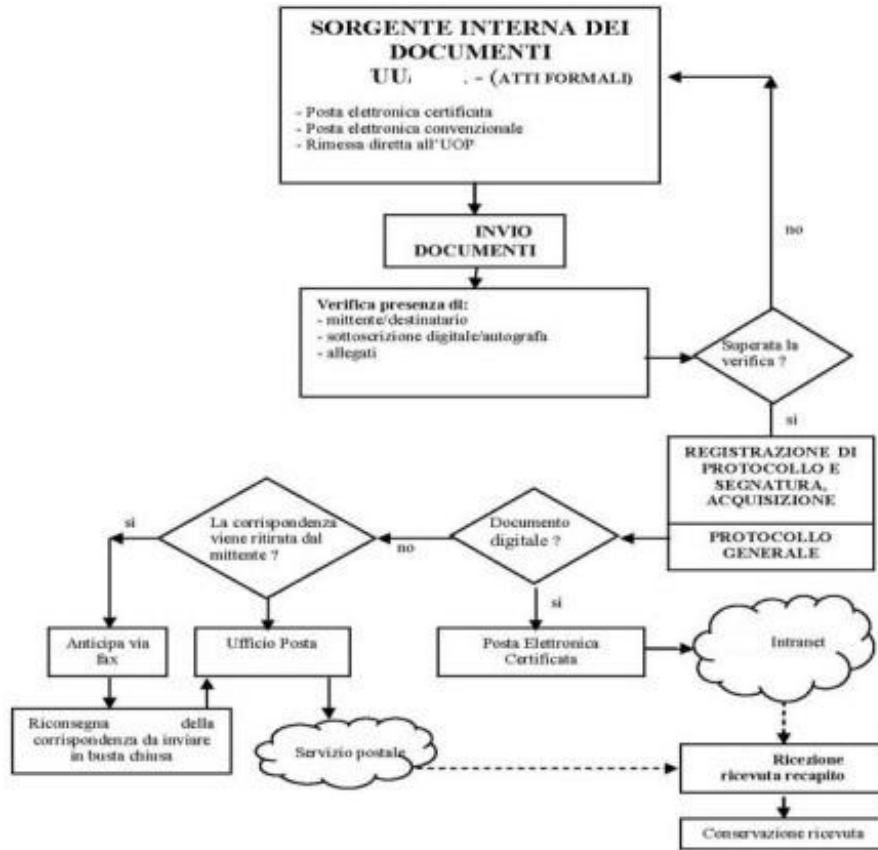 SORGENTE INTERNA DEI
DOCUMENTI
- (ATTI FORMALI)
- Posta elettronica certificata
- Posta elettronica convenzionale
- Rimessa diretta all'UOP
INVIO
DOCUMENTI
no
Verifica presenza di:
- mittente/destinatario
- sottoscrizione digitale/autografa
- allegati
Superata la
verifica ?
si
REGISTRAZIONE DI
PROTOCOLLO E
SEGNATURA,
ACQUISIZIONE
PROTOCOLLO
GENERALE
Documento
digitale ?
no
si
La corrispondenza
viene ritirata dal
mittente ?
si
Anticipa via
fax
Ufficio Posta
Posta Elettronica
Certificata
Intranet
Riconsegna della
corrispondenza da inviare
in busta chiusa
Servizio postale
Ricezione
ricevuta recapito
Conservazione ricevuta